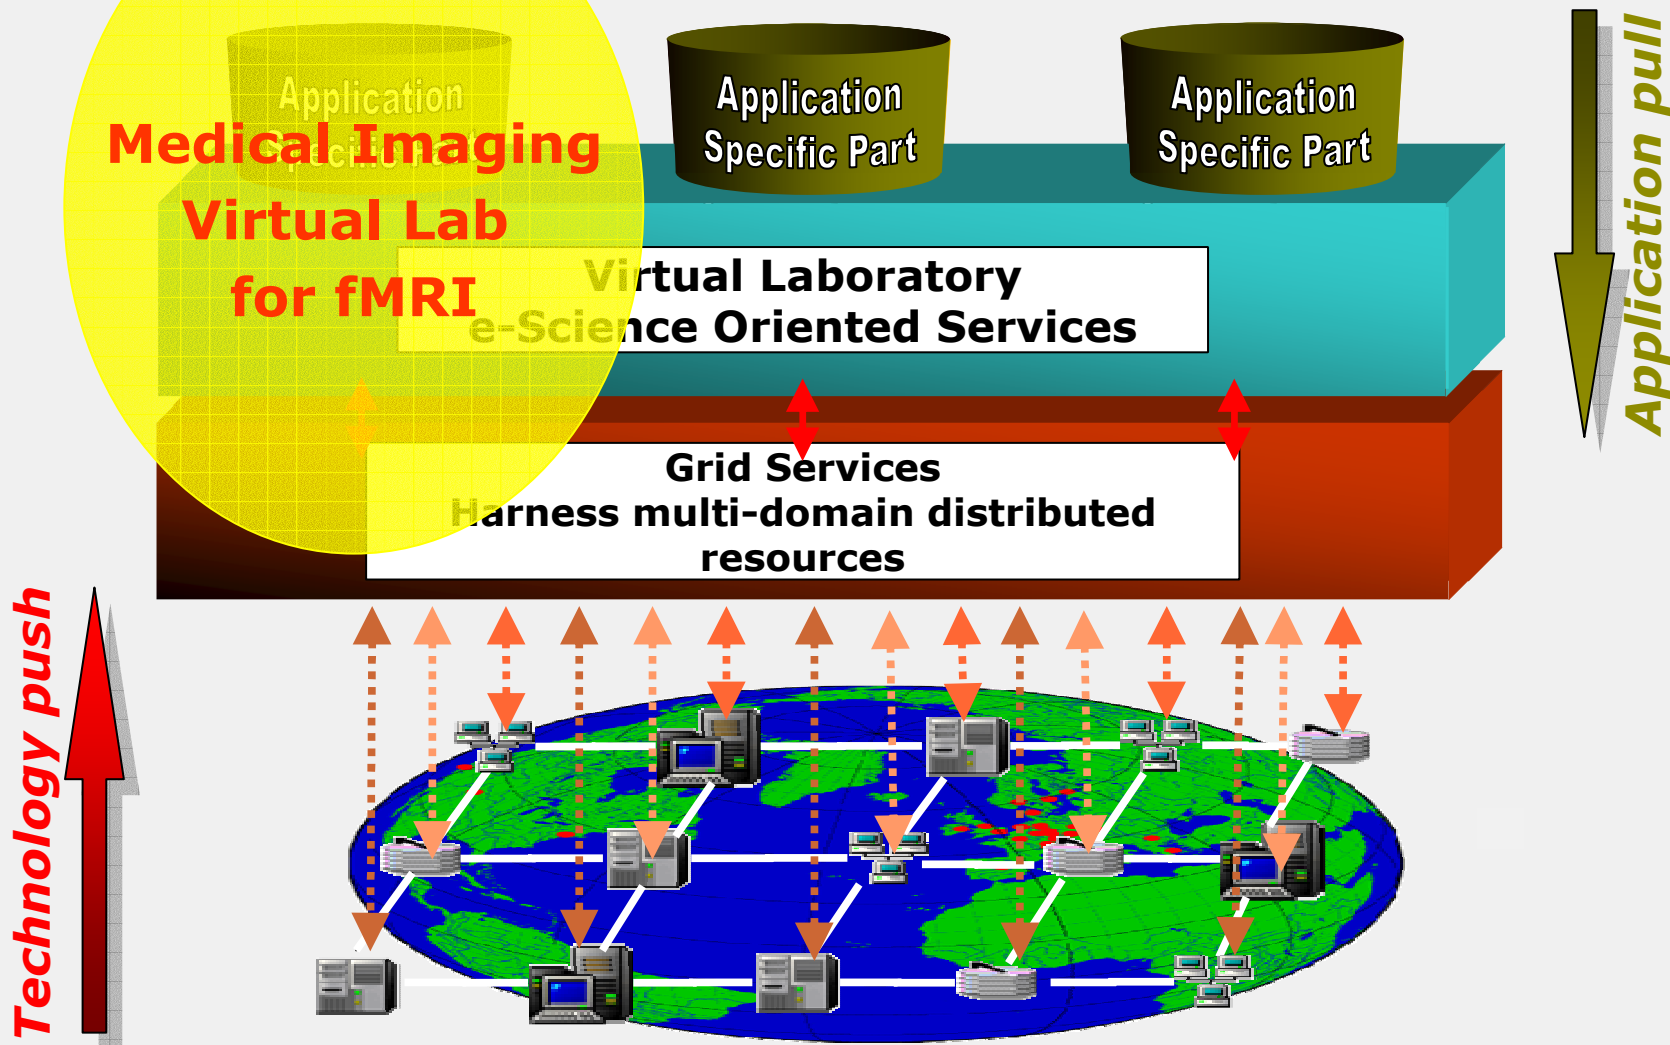 Application
Specific Part
Application
Specific Part
Application
Specific Part
Medical Imaging
Virtual Lab
for fMRI
Virtual Laboratory
e-Science Oriented Services
Grid Services
Harness multi-domain distributed
resources
Application pull
Technology push